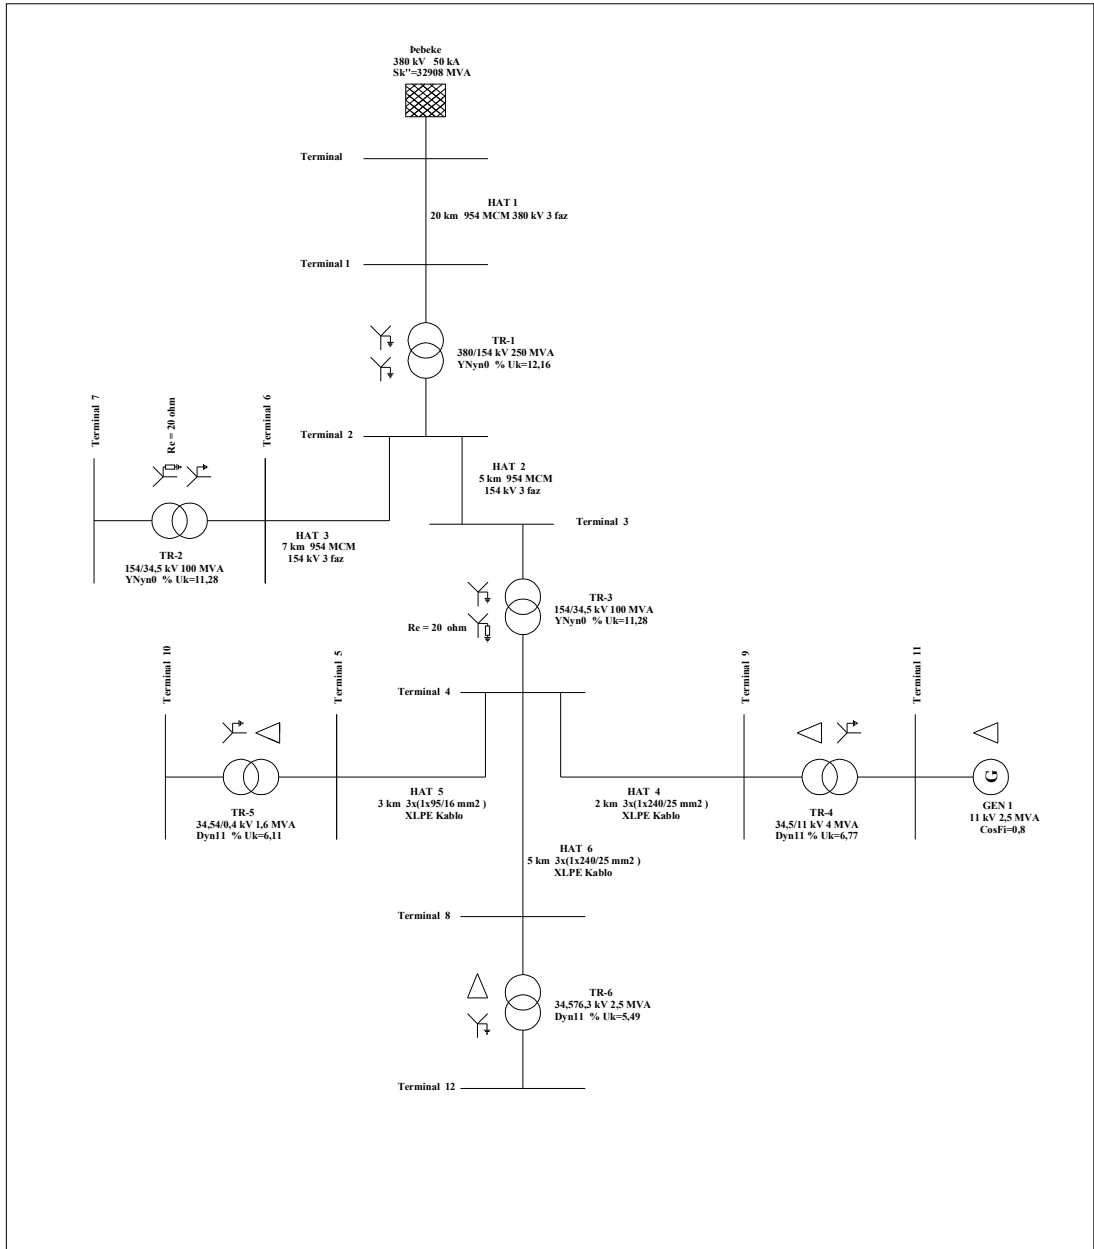 Þebeke
380 kV 50 kA
Sk"=32908 MVA
Terminal
HAT 1
20 km 954 MCM 380 kV 3 faz
Terminal 1
TR-1
380/154 kV 250 MVA
YNyn0 % Uk=12,16
Terminal 2
Terminal 7
Re = 20 ohm
Terminal 6
HAT 2
5 km 954 MCM
154 kV 3 faz
Terminal 3
HAT 3
7 km 954 MCM
154 kV 3 faz
TR-2
154/34,5 kV 100 MVA
YNyn0 % Uk=11,28
TR-3
154/34,5 kV 100 MVA
YNyn0 % Uk=11,28
Re = 20 ohm
Terminal 10
Terminal 5
Terminal 4
Terminal 9
Terminal 11
HAT 5
3 km 3x(1x95/16 mm2 )
XLPE Kablo
HAT 4
2 km 3x(1x240/25 mm2 )
XLPE Kablo
TR-5
34,54/0,4 kV 1,6 MVA
Dyn11 % Uk=6,11
TR-4
34,5/11 kV 4 MVA
Dyn11 % Uk=6,77
G
GEN 1
11 kV 2,5 MVA
CosFi=0,8
HAT 6
5 km 3x(1x240/25 mm2 )
XLPE Kablo
Terminal 8
TR-6
34,576,3 kV 2,5 MVA
Dyn11 % Uk=5,49
Terminal 12